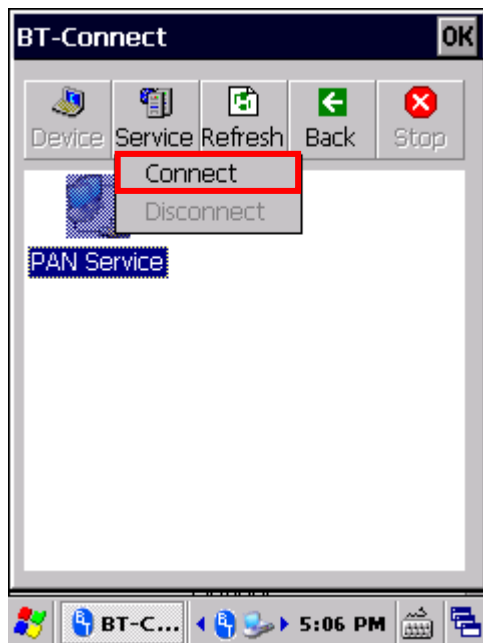 BT-Connect OK
Device Service Refresh Back Stop
Connect
Disconnect
PAN Service
BT-C... 5:06 PM